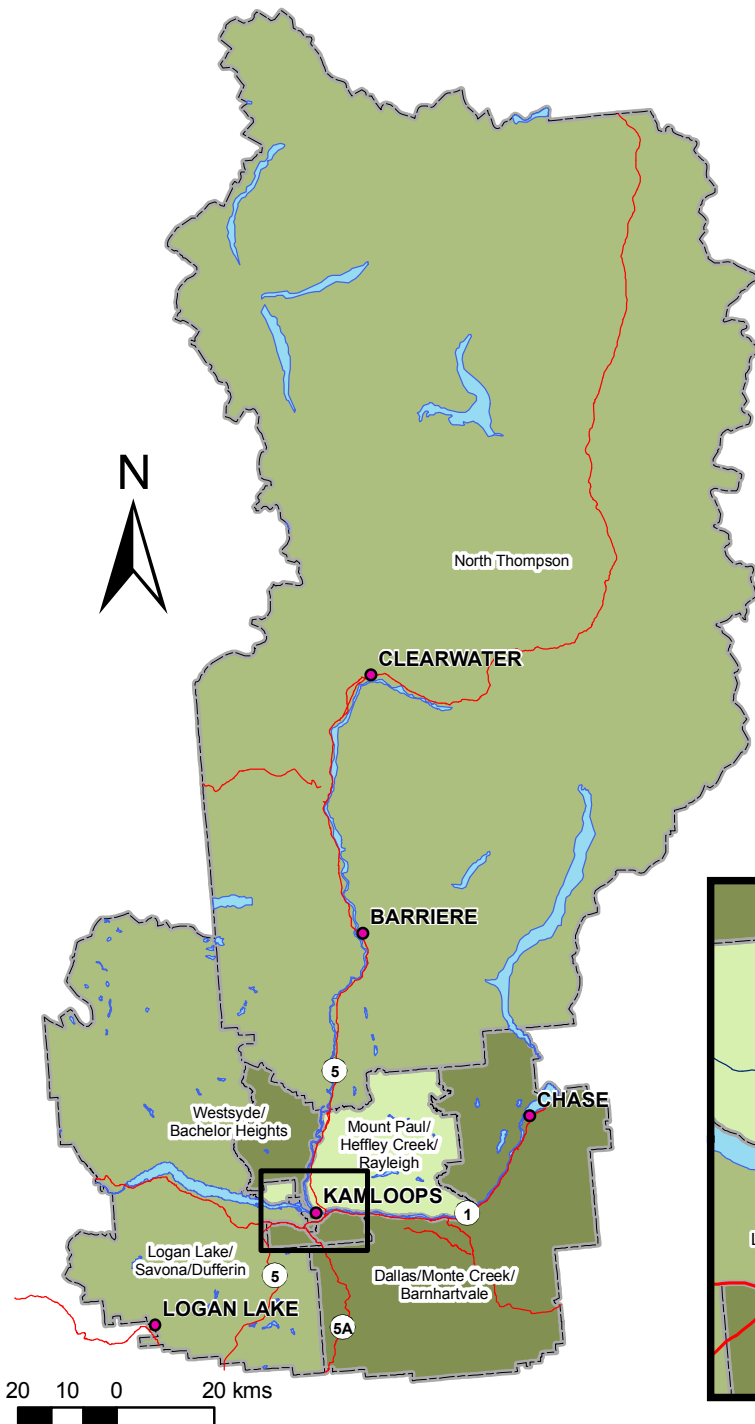 N
North Thompson
CLEARWATER
BARRIERE
5
CHASE
Westsyde/
Bachelor Heights
Mount Paul/
Heffley Creek/
Rayleigh
KAMLOOPS
1
Logan Lake/
Savona/Dufferin
5
Dallas/Monte Creek/
Barnhartvale
LOGAN LAKE
5A
20 10 0 20 kms
L